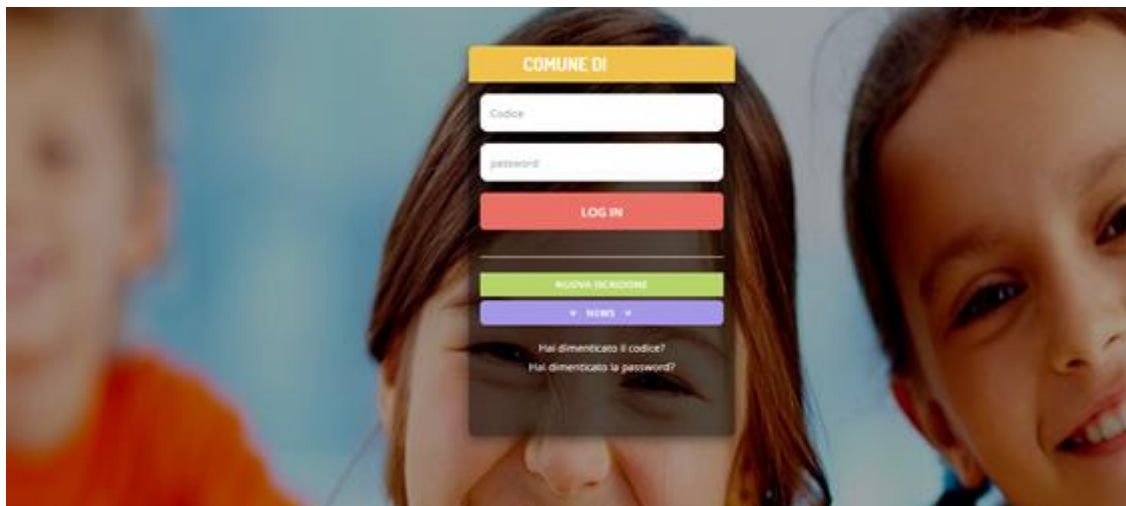 COMUNE DI
Codice
password
LOG IN
NUOVA ISCRIZIONE
NEWS
Hai dimenticato il codice?
Hai dimenticato la password?